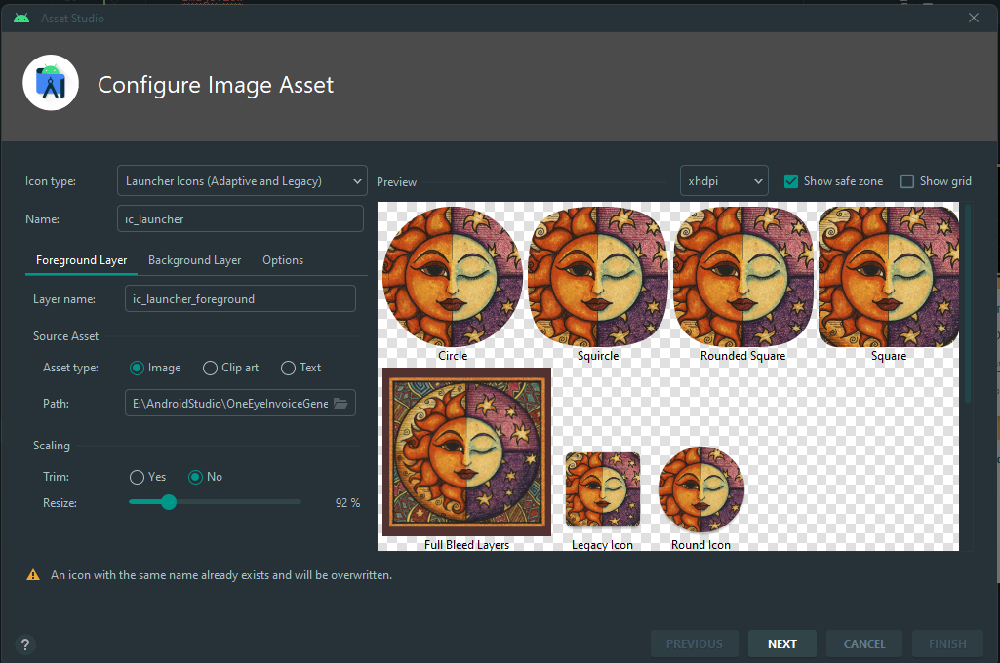 Asset Studio
Configure Image Asset
Icon type:
Launcher Icons (Adaptive and Legacy)
Preview
xhdpi
Show safe zone
Show grid
Name:
ic_launcher
Foreground Layer
Background Layer
Options
Layer name:
ic_launcher_foreground
Source Asset
Asset type:
Image
Clip art
Text
Path:
E:\AndroidStudio\OneEyeInvoiceGene
Scaling
Trim:
Yes
No
Resize:
92 %
Circle
Squircle
Rounded Square
Square
Full Bleed Layers
Legacy Icon
Round Icon
An icon with the same name already exists and will be overwritten.
?
PREVIOUS
NEXT
CANCEL
FINISH